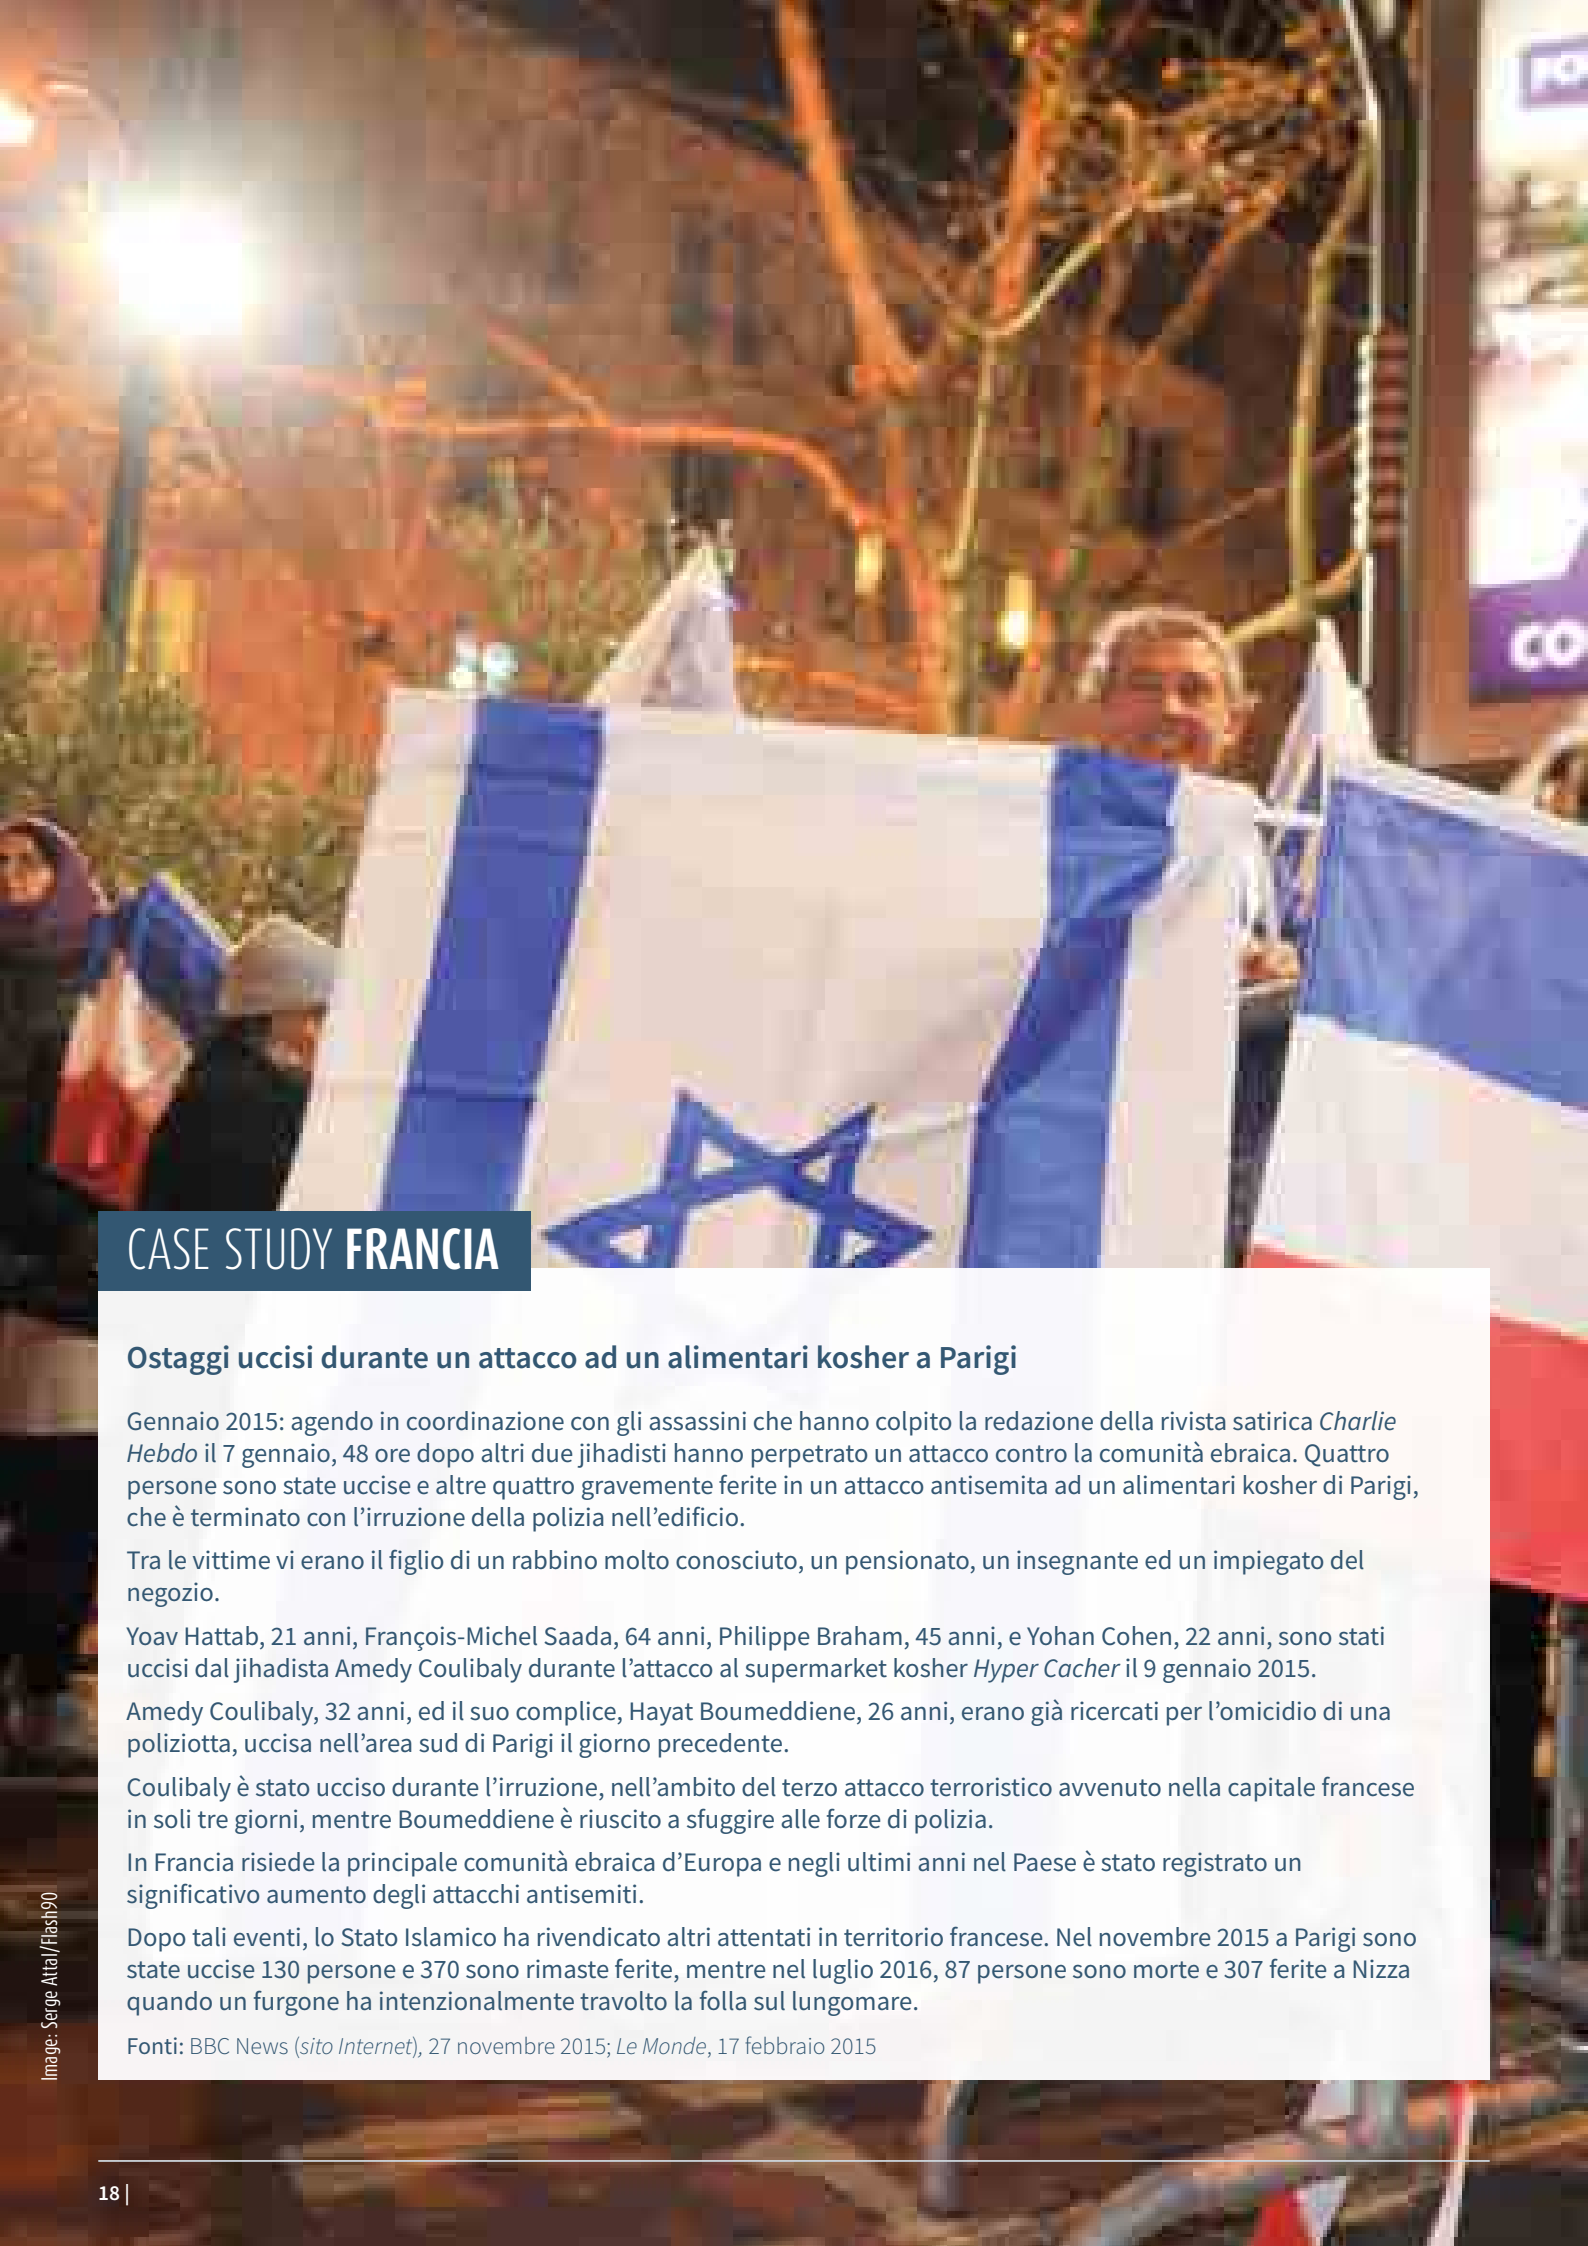 CO
CASE STUDY FRANCIA
Ostaggi uccisi durante un attacco ad un alimentari kosher a Parigi
Gennaio 2015: agendo in coordinazione con gli assassini che hanno colpito la redazione della rivista satirica Charlie
Hebdo il 7 gennaio, 48 ore dopo altri due jihadisti hanno perpetrato un attacco contro la comunità ebraica. Quattro
persone sono state uccise e altre quattro gravemente ferite in un attacco antisemita ad un alimentari kosher di Parigi,
che è terminato con l'irruzione della polizia nell'edificio.
Tra le vittime vi erano il figlio di un rabbino molto conosciuto, un pensionato, un insegnante ed un impiegato del
negozio.
Yoav Hattab, 21 anni, François-Michel Saada, 64 anni, Philippe Braham, 45 anni, e Yohan Cohen, 22 anni, sono stati
uccisi dal jihadista Amedy Coulibaly durante l'attacco al supermarket kosher Hyper Cacher il 9 gennaio 2015.
Amedy Coulibaly, 32 anni, ed il suo complice, Hayat Boumeddiene, 26 anni, erano già ricercati per l'omicidio di una
poliziotta, uccisa nell'area sud di Parigi il giorno precedente.
Coulibaly è stato ucciso durante l'irruzione, nell'ambito del terzo attacco terroristico avvenuto nella capitale francese
in soli tre giorni, mentre Boumeddiene è riuscito a sfuggire alle forze di polizia.
In Francia risiede la principale comunità ebraica d'Europa e negli ultimi anni nel Paese è stato registrato un
significativo aumento degli attacchi antisemiti.
Dopo tali eventi, lo Stato Islamico ha rivendicato altri attentati in territorio francese. Nel novembre 2015 a Parigi sono
state uccise 130 persone e 370 sono rimaste ferite, mentre nel luglio 2016, 87 persone sono morte e 307 ferite a Nizza
quando un furgone ha intenzionalmente travolto la folla sul lungomare.
Fonti: BBC News (sito Internet), 27 novembre 2015; Le Monde, 17 febbraio 2015
Image: Serge Attal/Flash90
18 |